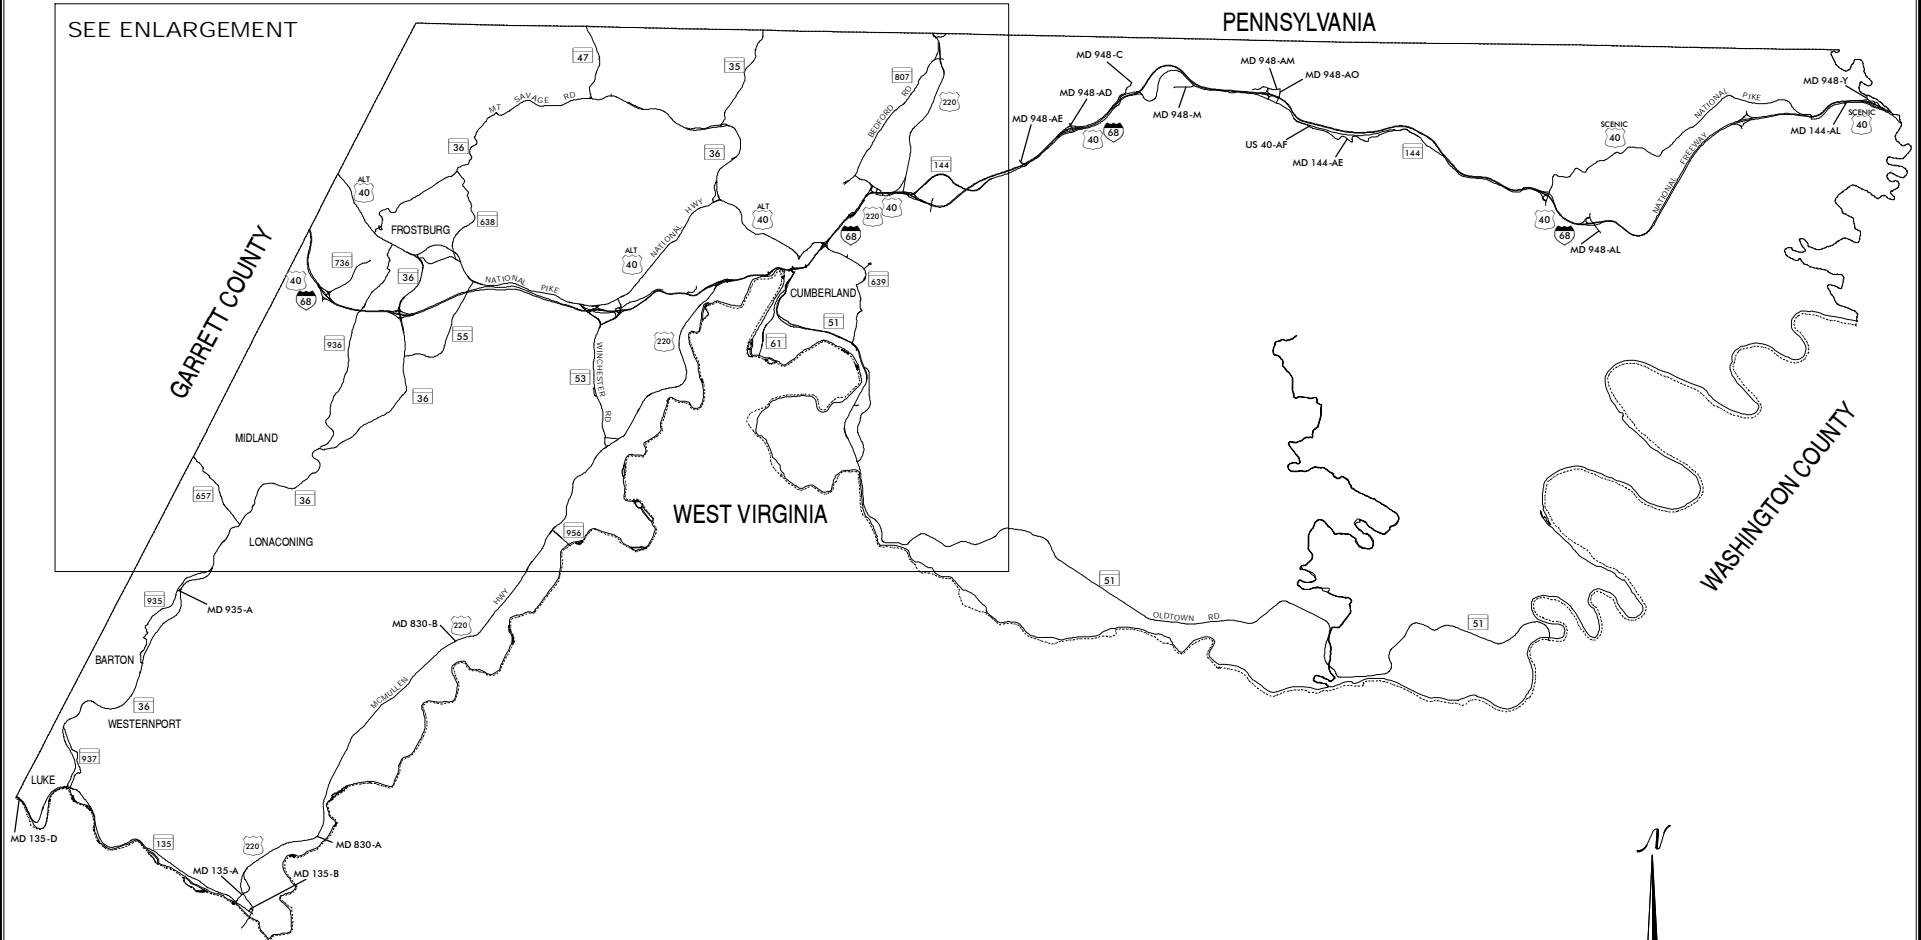 SEE ENLARGEMENT
PENNSYLVANIA
47
35
807
BEDFORD RD
220
MT SAVAGE RD
36
36
144
MD 948-C
MD 948-AD
MD 948-AE
40
68
MD 948-M
MD 948-AM
MD 948-AO
US 40-AF
MD 144-AE
144
SCENIC
40
NATIONAL PIKE
NATIONAL FREEWAY
MD 948-Y
SCENIC
40
MD 144-AL
40
68
MD 948-AL
ALT
40
FROSTBURG
638
ALT
40
NATIONAL HWY
ALT
40
220
40
68
GARRETT COUNTY
40
68
736
36
NATIONAL PIKE
CUMBERLAND
639
936
55
53
WINCHESTER RD
220
61
51
36
MIDLAND
657
36
LONACONING
WEST VIRGINIA
956
WASHINGTON COUNTY
935
MD 935-A
MD 830-B
220
HWY
MCMULLEN
51
OLDTOWN RD
51
BARTON
36
WESTERNPORT
937
LUKE
MD 135-D
135
220
MD 830-A
MD 135-A
MD 135-B
N